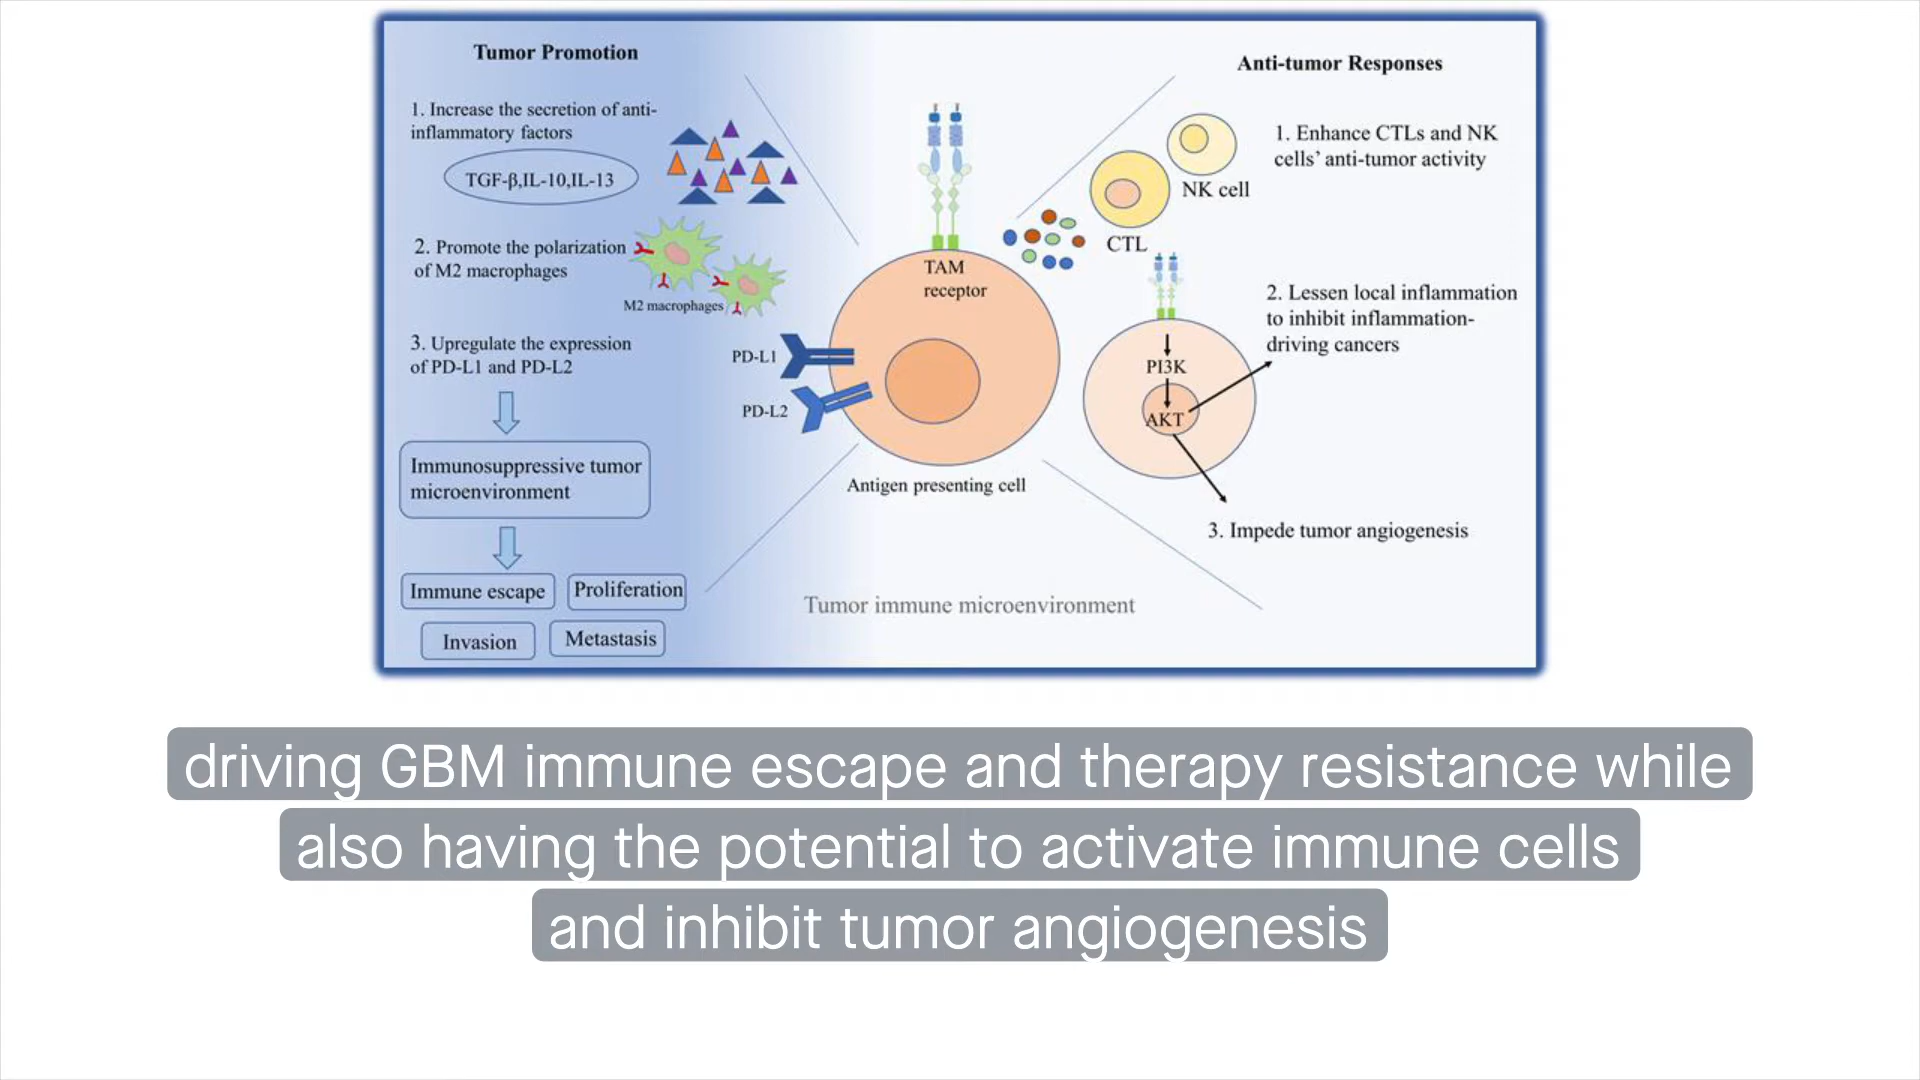 Tumor Promotion
1. Increase the secretion of anti-
inflammatory factors
TGF-β,IL-10,IL-13
2. Promote the polarization
of M2 macrophages
M2 macrophages
3. Upregulate the expression
of PD-L1 and PD-L2
Immunosuppressive tumor
microenvironment
Immune escape
Proliferation
Invasion
Metastasis
TAM
receptor
PD-L1
PD-L2
Antigen presenting cell
Tumor immune microenvironment
Anti-tumor Responses
NK cell
CTL
1. Enhance CTLs and NK
cells’ anti-tumor activity
PI3K
AKT
2. Lessen local inflammation
to inhibit inflammation-
driving cancers
3. Impede tumor angiogenesis
driving GBM immune escape and therapy resistance while
also having the potential to activate immune cells
and inhibit tumor angiogenesis